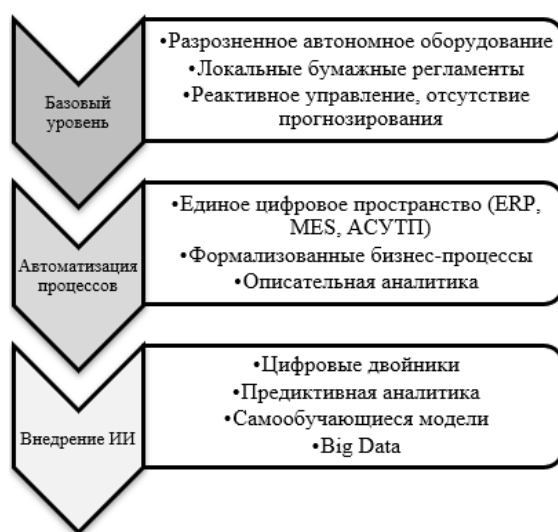 Базовый
уровень
•Разрозненное автономное оборудование
•Локальные бумажные регламенты
•Реактивное управление, отсутствие
прогнозирования
Автоматизация
процессов
•Единое цифровое пространство (ERP,
MES, АСУТП)
•Формализованные бизнес-процессы
•Описательная аналитика
Внедрение ИИ
•Цифровые двойники
•Предиктивная аналитика
•Самообучающиеся модели
•Big Data